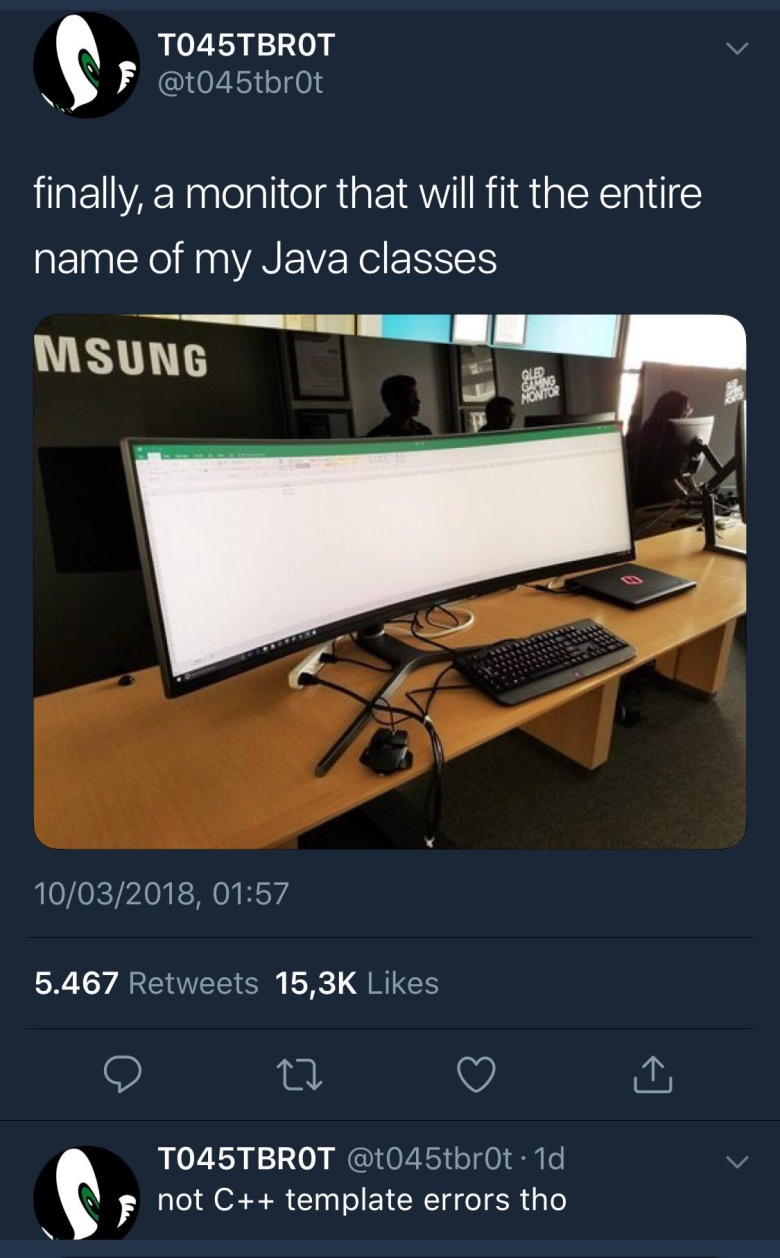 T045TBR0T
@t045tbr0t
finally, a monitor that will fit the entire
name of my Java classes
MSUNG
QLED
GAMING
MONITOR
10/03/2018, 01:57
5.467 Retweets 15,3K Likes
T045TBR0T @t045tbr0t · 1d
not C++ template errors tho